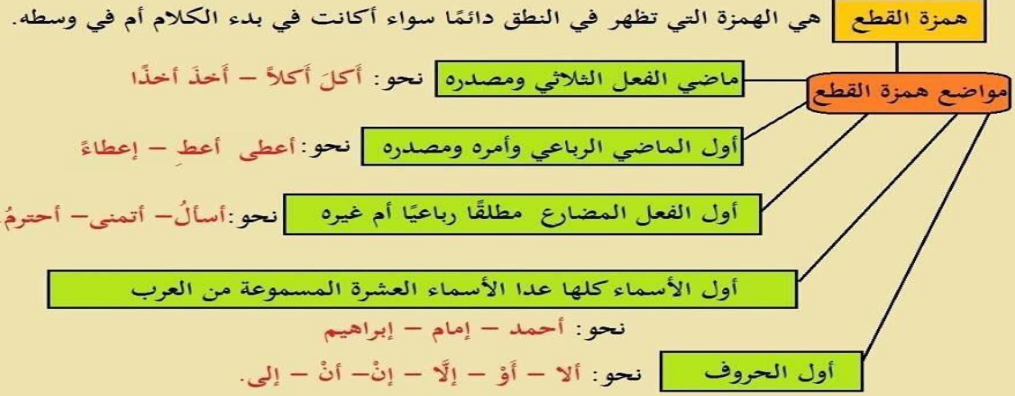 همزة القطع هي الهمزة التي تظهر في النطق دائمًا سواء أكانت في بدء الكلام أم في وسطه.
مواضع همزة القطع
ماضي الفعل الثلاثي ومصدره نحو: أَكلَ أَكلاً – أَخذَ أخذًا
أول الماضي الرباعي وأمره ومصدره نحو: أعطى أعطِ – إعطاءً
أول الفعل المضارع مطلقًا رباعيًا أم غيره نحو: أسألُ – أتمنى – أحترمُ.
أول الأسماء كلها عدا الأسماء العشرة المسموعة من العرب
نحو: أحمد – إمام – إبراهيم
أول الحروف نحو: ألا – أَوْ – إلَّا – إنْ – أنْ – إلى.